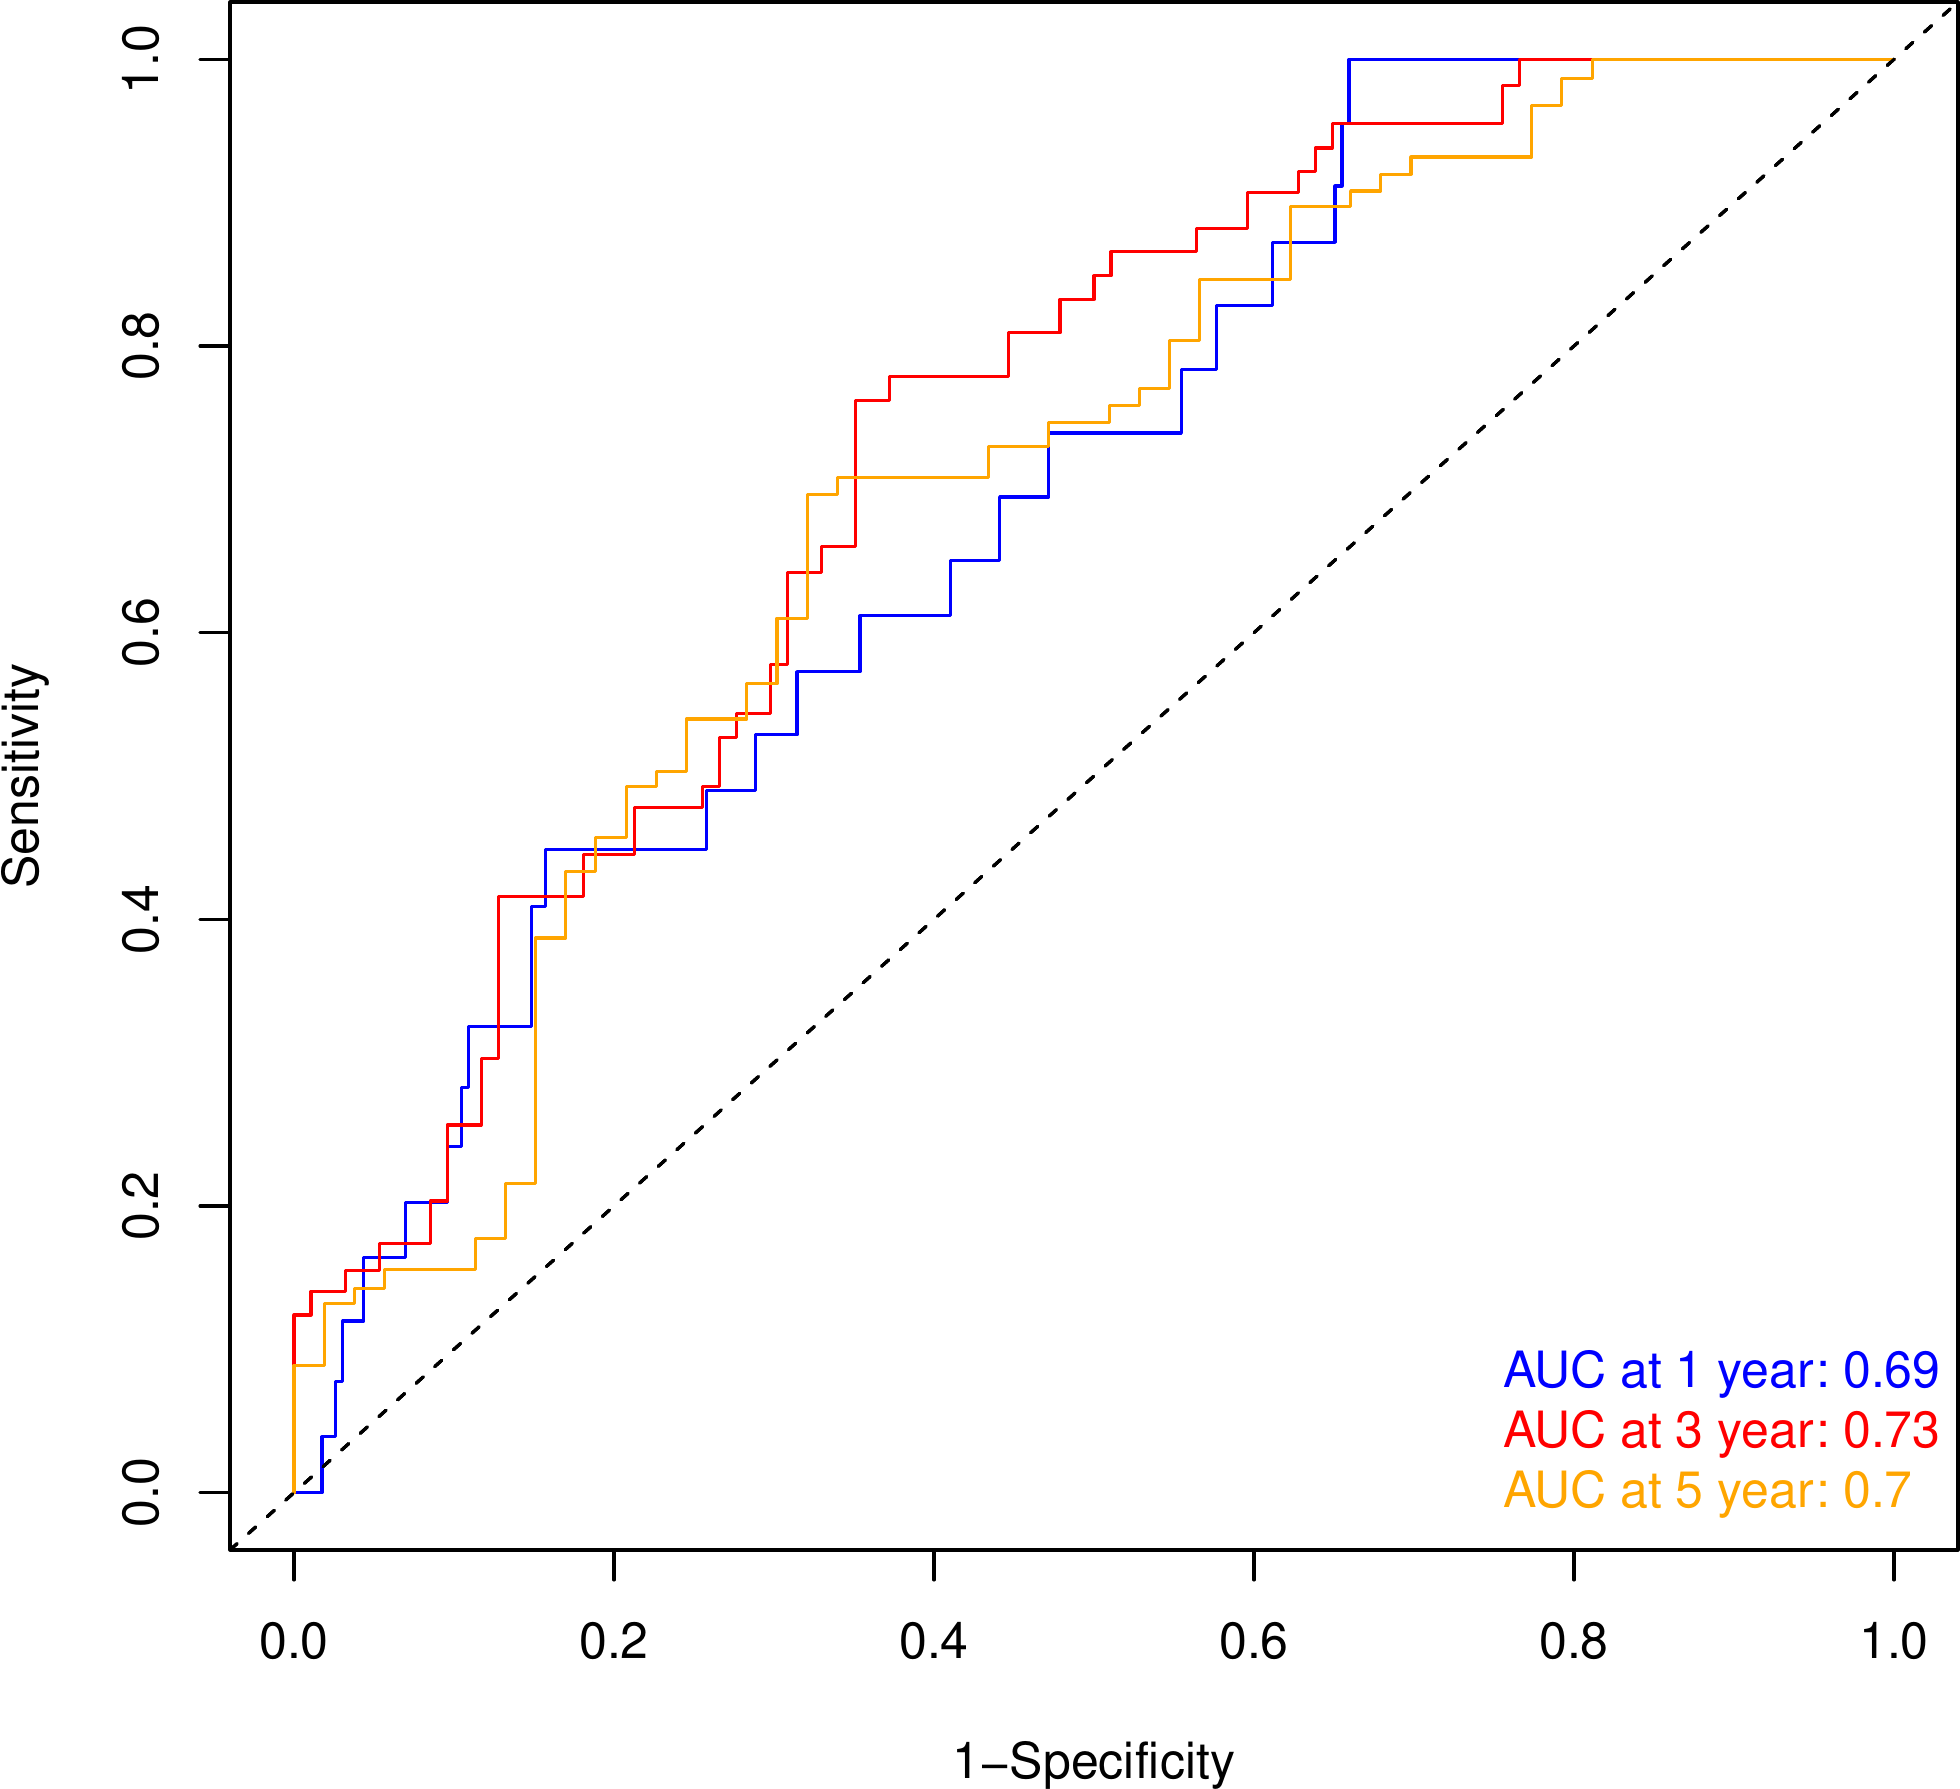 1.0
0.8
0.6
0.4
0.2
0.0
Sensitivity
AUC at 1 year: 0.69
AUC at 3 year: 0.73
AUC at 5 year: 0.7
0.0 0.2 0.4 0.6 0.8 1.0
1−Specificity